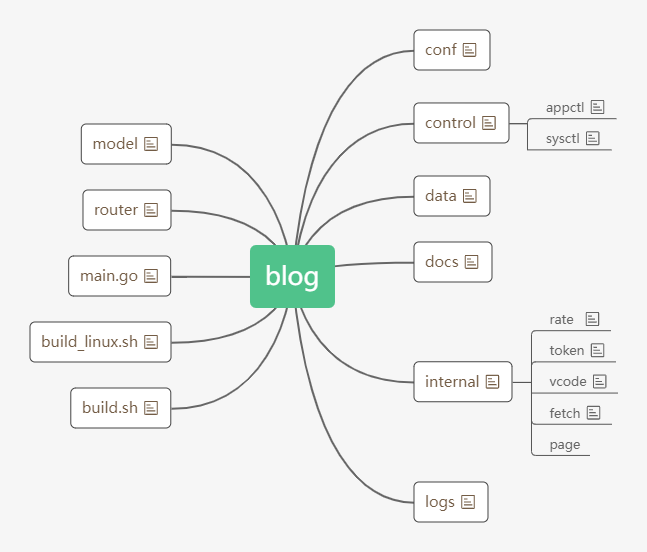 blog
conf
control
appctl
sysctl
data
docs
internal
rate
token
vcode
fetch
page
logs
model
router
main.go
build_linux.sh
build.sh